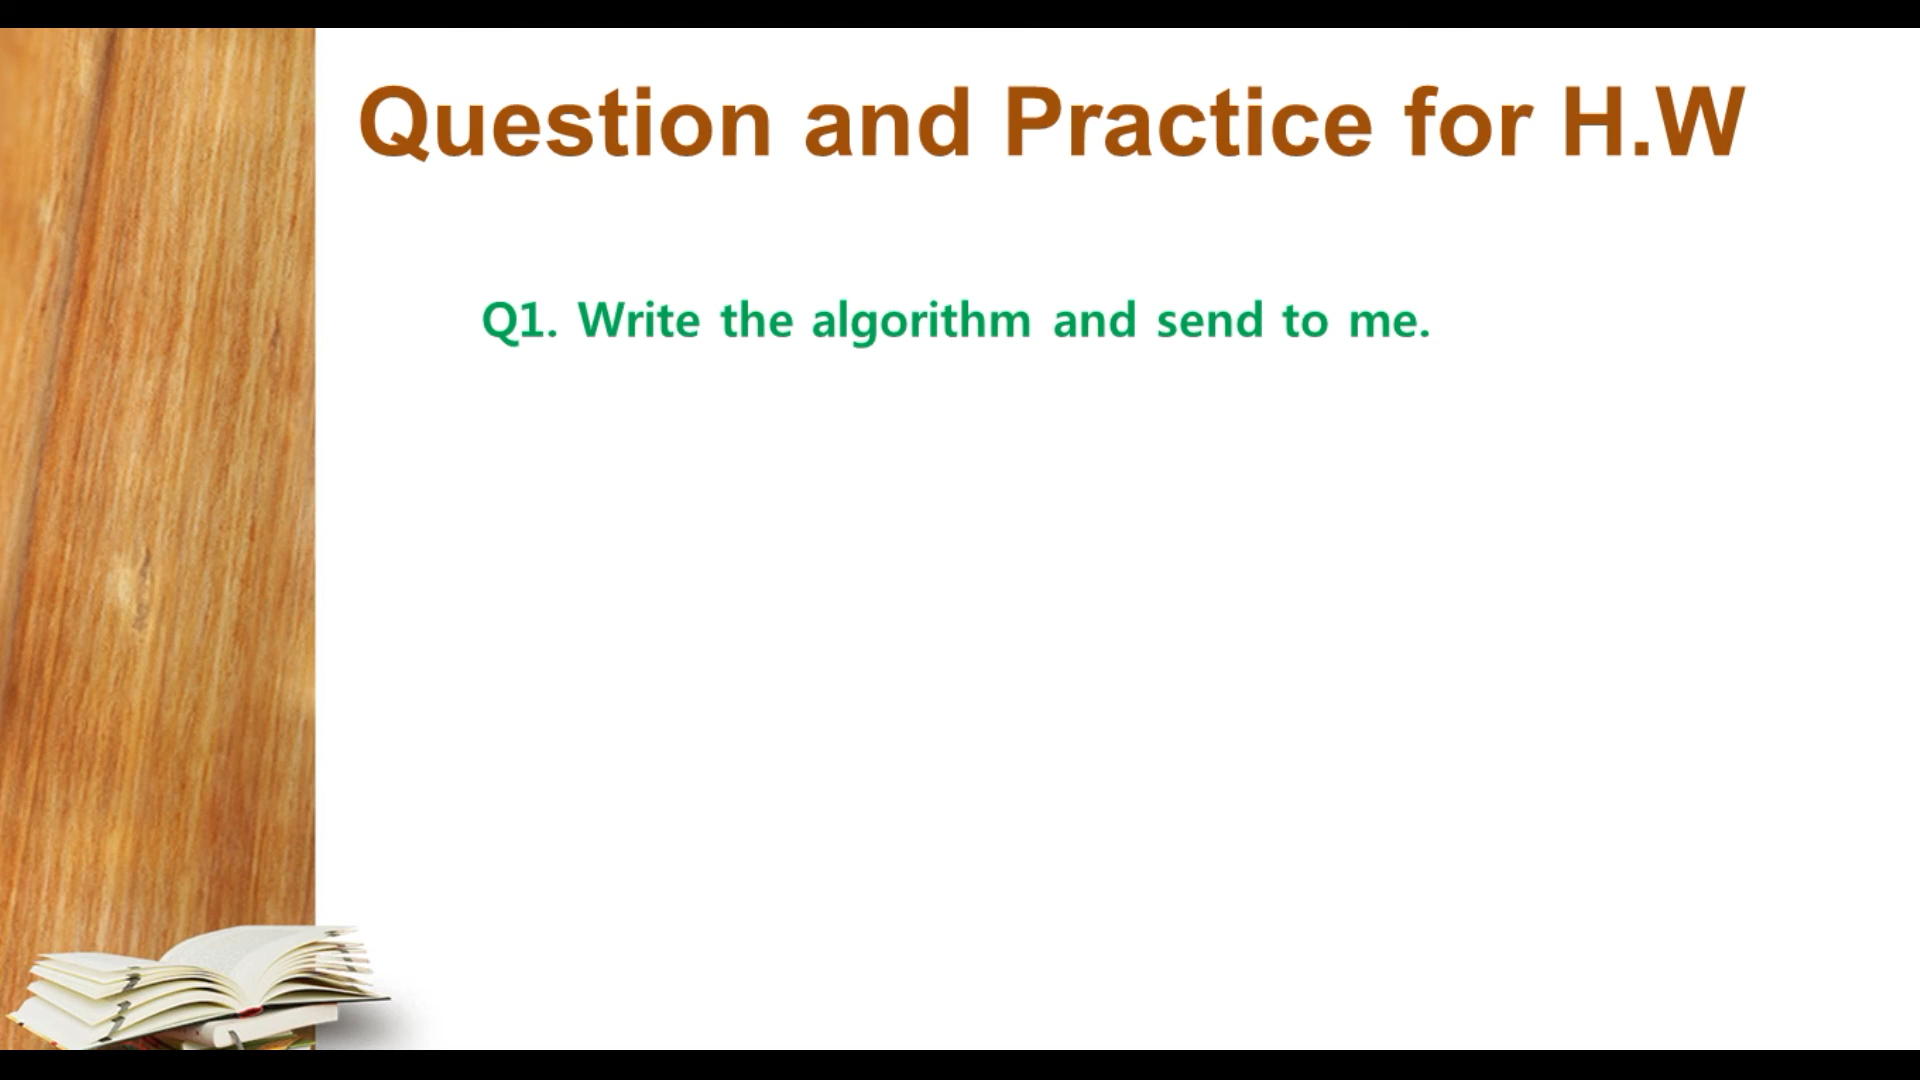 Question and Practice for H.W
Q1. Write the algorithm and send to me.